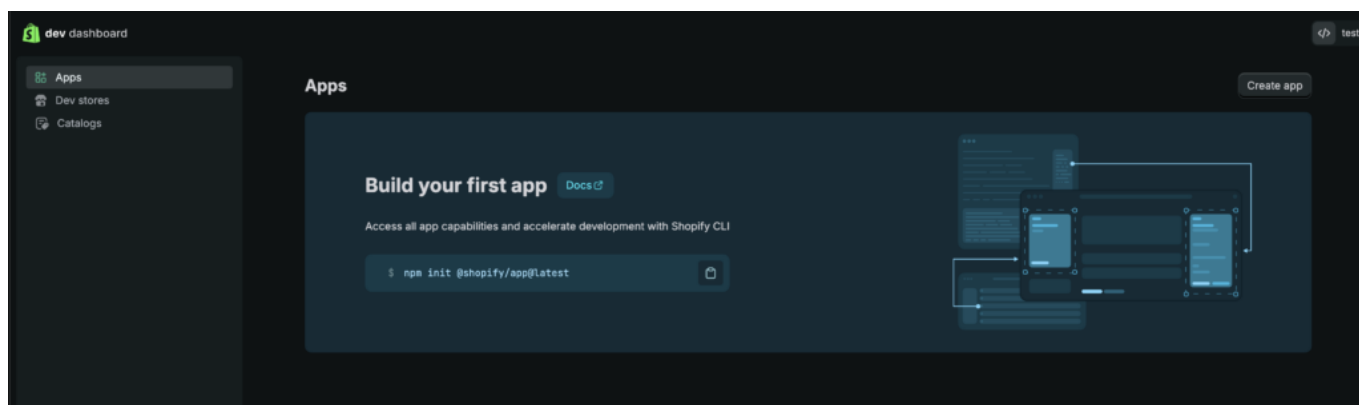 dev dashboard
test
Apps
Dev stores
Catalogs
Apps
Create app
Build your first app
Docs
Access all app capabilities and accelerate development with Shopify CLI
$ npm init @shopify/app@latest